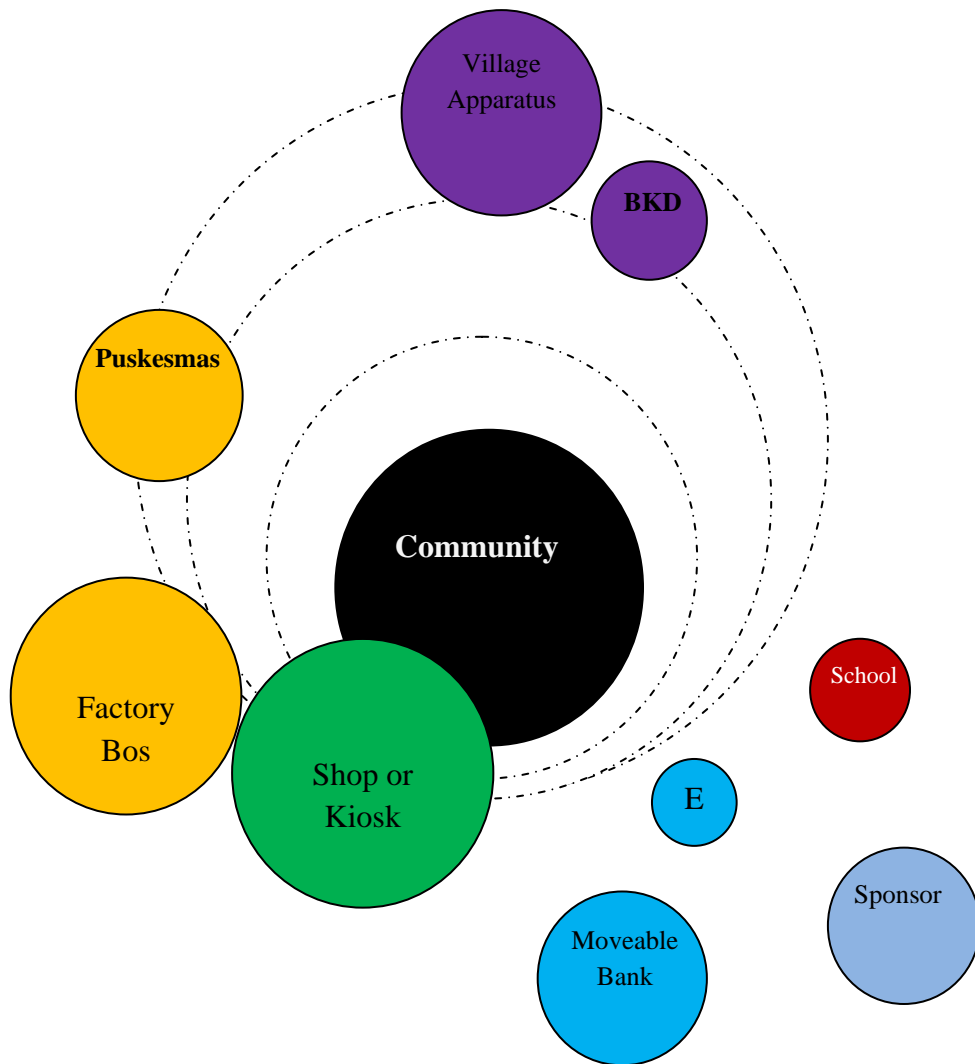 Village
Apparatus
BKD
Puskesmas
Community
Factory
Bos
Shop or
Kiosk
School
E
Sponsor
Moveable
Bank